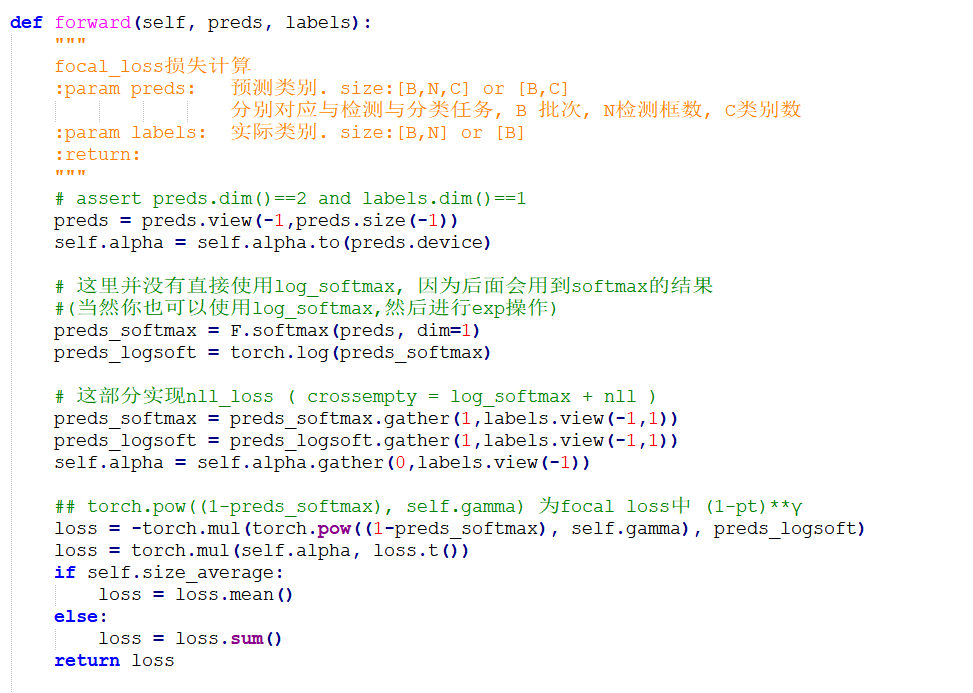 def forward(self, preds, labels):
    """
    focal_loss损失计算
    :param preds:   预测类别. size:[B,N,C] or [B,C]
                    分别对应与检测与分类任务, B 批次, N检测框数, C类别数
    :param labels:  实际类别. size:[B,N] or [B]
    :return:
    """
    # assert preds.dim()==2 and labels.dim()==1
    preds = preds.view(-1,preds.size(-1))
    self.alpha = self.alpha.to(preds.device)

    # 这里并没有直接使用log_softmax, 因为后面会用到softmax的结果
    #(当然你也可以使用log_softmax,然后进行exp操作)
    preds_softmax = F.softmax(preds, dim=1)
    preds_logsoft = torch.log(preds_softmax)

    # 这部分实现nll_loss ( crossempty = log_softmax + nll )
    preds_softmax = preds_softmax.gather(1,labels.view(-1,1))
    preds_logsoft = preds_logsoft.gather(1,labels.view(-1,1))
    self.alpha = self.alpha.gather(0,labels.view(-1))

    ## torch.pow((1-preds_softmax), self.gamma) 为focal loss中 (1-pt)**γ
    loss = -torch.mul(torch.pow((1-preds_softmax), self.gamma), preds_logsoft)
    loss = torch.mul(self.alpha, loss.t())
    if self.size_average:
        loss = loss.mean()
    else:
        loss = loss.sum()
    return loss